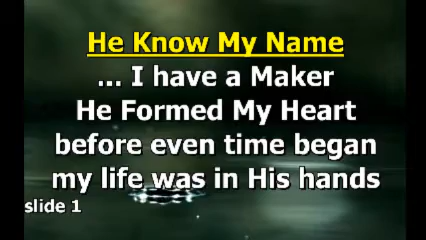 He Know My Name
... I have a Maker
He Formed My Heart
before even time began
my life was in His hands
slide 1